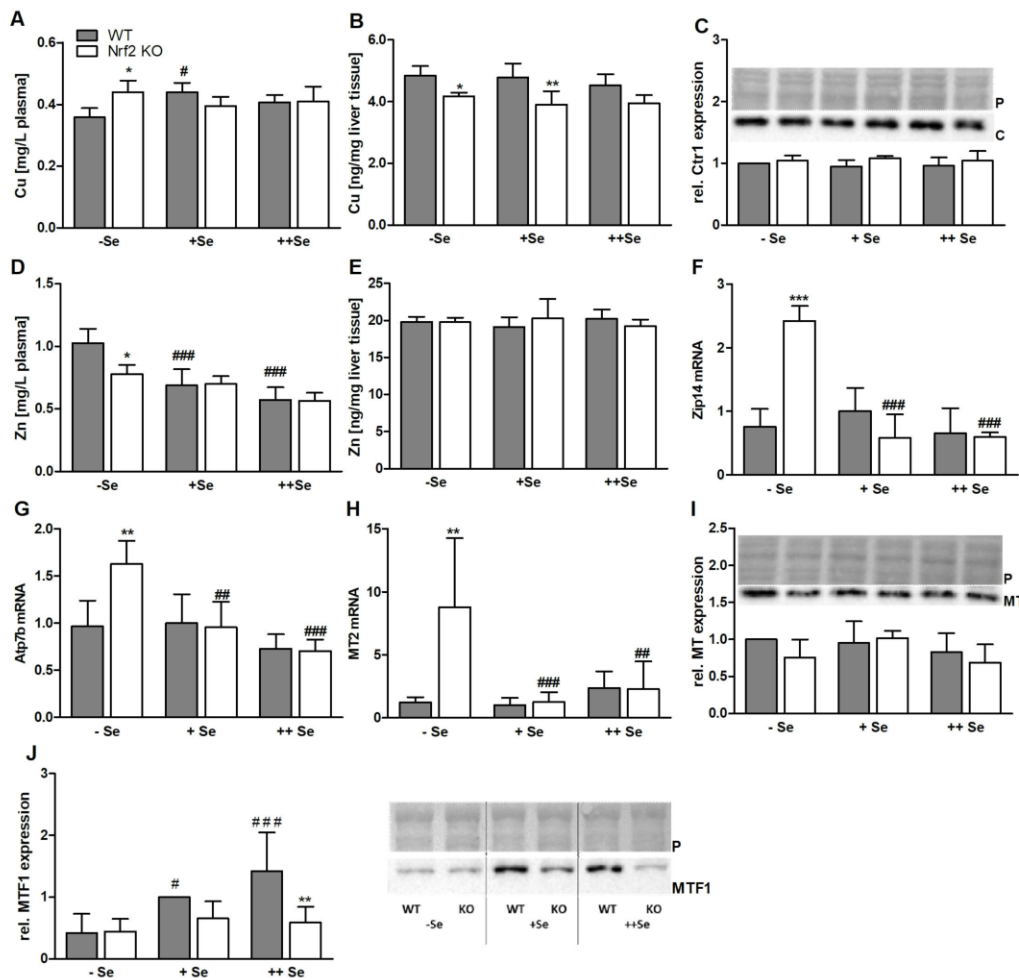 A
Cu [mg/L plasma]
0.6
0.4
0.2
0.0
WT
Nrf2 KO
*
#
-Se +Se ++Se
B
Cu [ng/mg liver tissue]
6.0
4.0
2.0
0.0
*
**
-Se +Se ++Se
C
rel. Ctr1 expression
3
2
1
0
P
C
- Se + Se ++ Se
D
Zn [mg/L plasma]
1.5
1.0
0.5
0.0
*
###
###
-Se +Se ++Se
E
Zn [ng/mg liver tissue]
25
20
15
10
5
0
-Se +Se ++Se
F
Zip14 mRNA
3
2
1
0
***
###
###
- Se + Se ++ Se
G
Atp7b mRNA
2.0
1.5
1.0
0.5
0.0
**
##
###
- Se + Se ++ Se
H
MT2 mRNA
15
10
5
0
**
###
##
- Se + Se ++ Se
I
rel. MT expression
2.5
2.0
1.5
1.0
0.5
0.0
P
MT
- Se + Se ++ Se
J
rel. MTF1 expression
3
2
1
0
#
###
**
- Se + Se ++ Se
P
MTF1
WT KO WT KO WT KO
-Se +Se ++Se